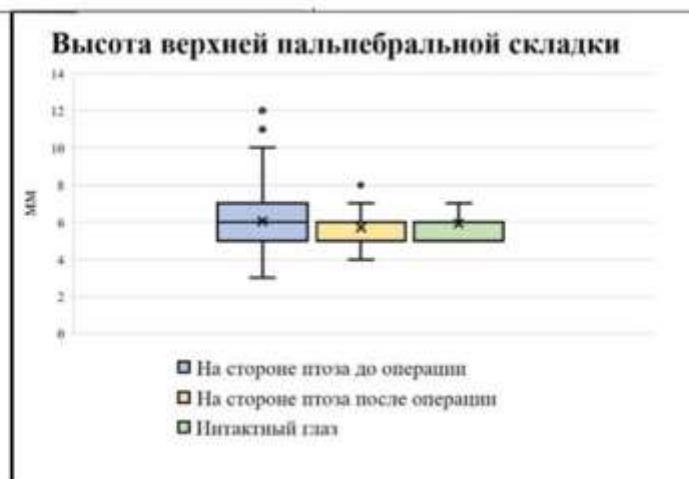 Высота верхней пальпебральной складки
14
12
10
8
6
4
2
0
мм
На стороне птоза до операции
На стороне птоза после операции
Интактный глаз